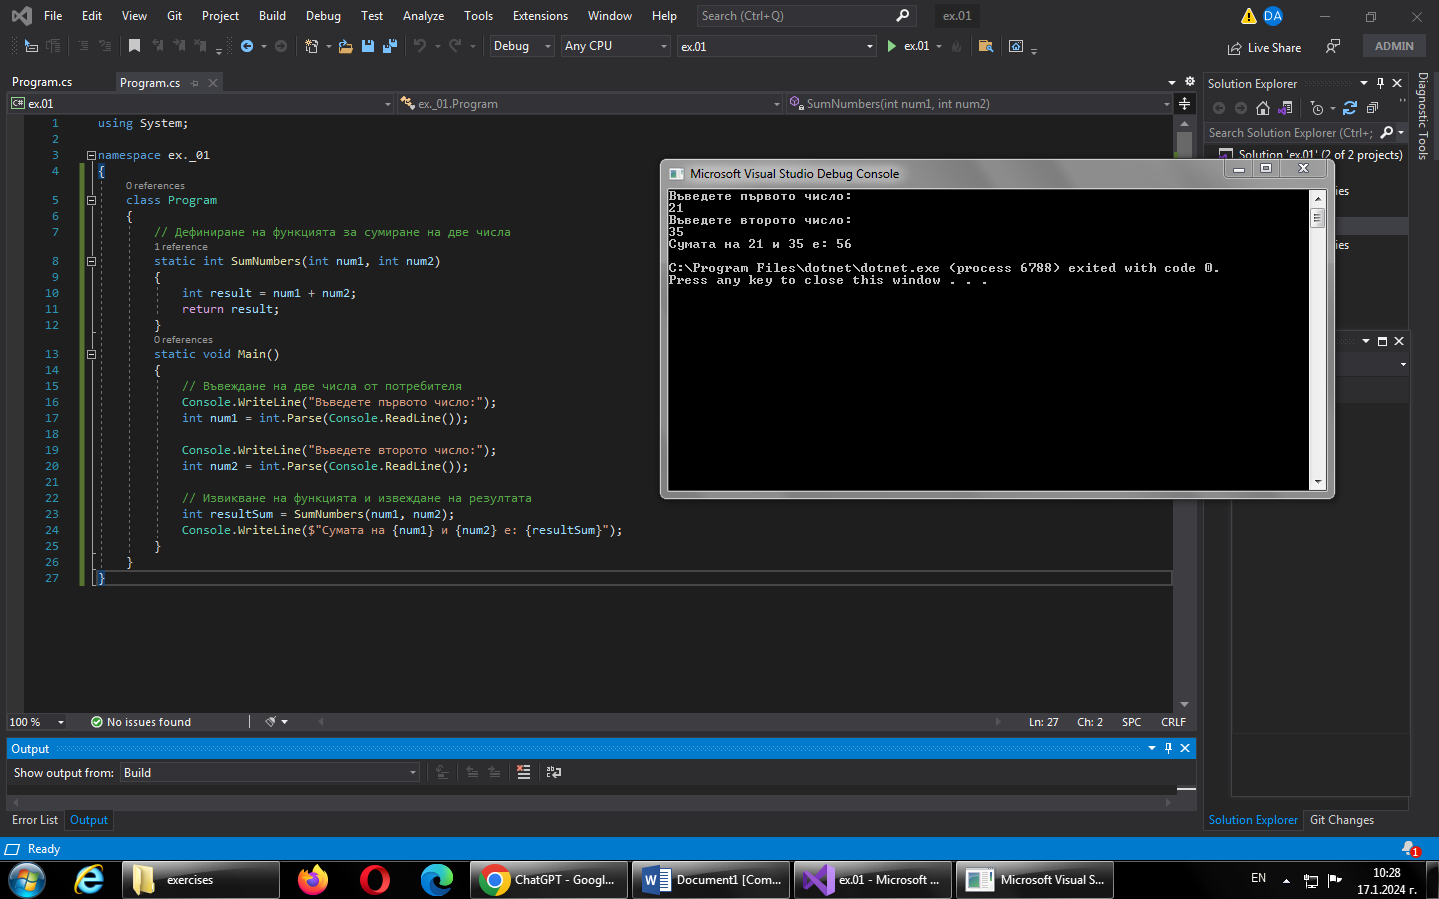 File Edit View Git Project Build Debug Test Analyze Tools Extensions Window Help Search (Ctrl+Q) ex.01 DA
Debug Any CPU ex.01 ex.01 Live Share ADMIN
Program.cs Program.cs
ex.01 ex._01.Program SumNumbers(int num1, int num2)
1 using System;
2
3 namespace ex._01
4 {
0 references
5 class Program
6 {
7 // Дефиниране на функцията за сумиране на две числа
1 reference
8 static int SumNumbers(int num1, int num2)
9 {
10 int result = num1 + num2;
11 return result;
12 }
0 references
13 static void Main()
14 {
15 // Въвеждане на две числа от потребителя
16 Console.WriteLine("Въведете първото число:");
17 int num1 = int.Parse(Console.ReadLine());
18
19 Console.WriteLine("Въведете второто число:");
20 int num2 = int.Parse(Console.ReadLine());
21
22 // Извикване на функцията и извеждане на резултата
23 int resultSum = SumNumbers(num1, num2);
24 Console.WriteLine($"Сумата на {num1} и {num2} е: {resultSum}");
25 }
26 }
27 }
Microsoft Visual Studio Debug Console
Въведете първото число:
21
Въведете второто число:
35
Сумата на 21 и 35 е: 56
C:\Program Files\dotnet\dotnet.exe (process 6788) exited with code 0.
Press any key to close this window . . .
Solution Explorer
Search Solution Explorer (Ctrl+;
Solution 'ex.01' (2 of 2 projects)
Diagnostic Tools
100 % No issues found Ln: 27 Ch: 2 SPC CRLF
Output
Show output from: Build
Error List Output
Solution Explorer Git Changes
Ready 1
exercises ChatGPT - Googl... Document1 [Com... ex.01 - Microsoft ... Microsoft Visual S... EN 10:28
17.1.2024 г.